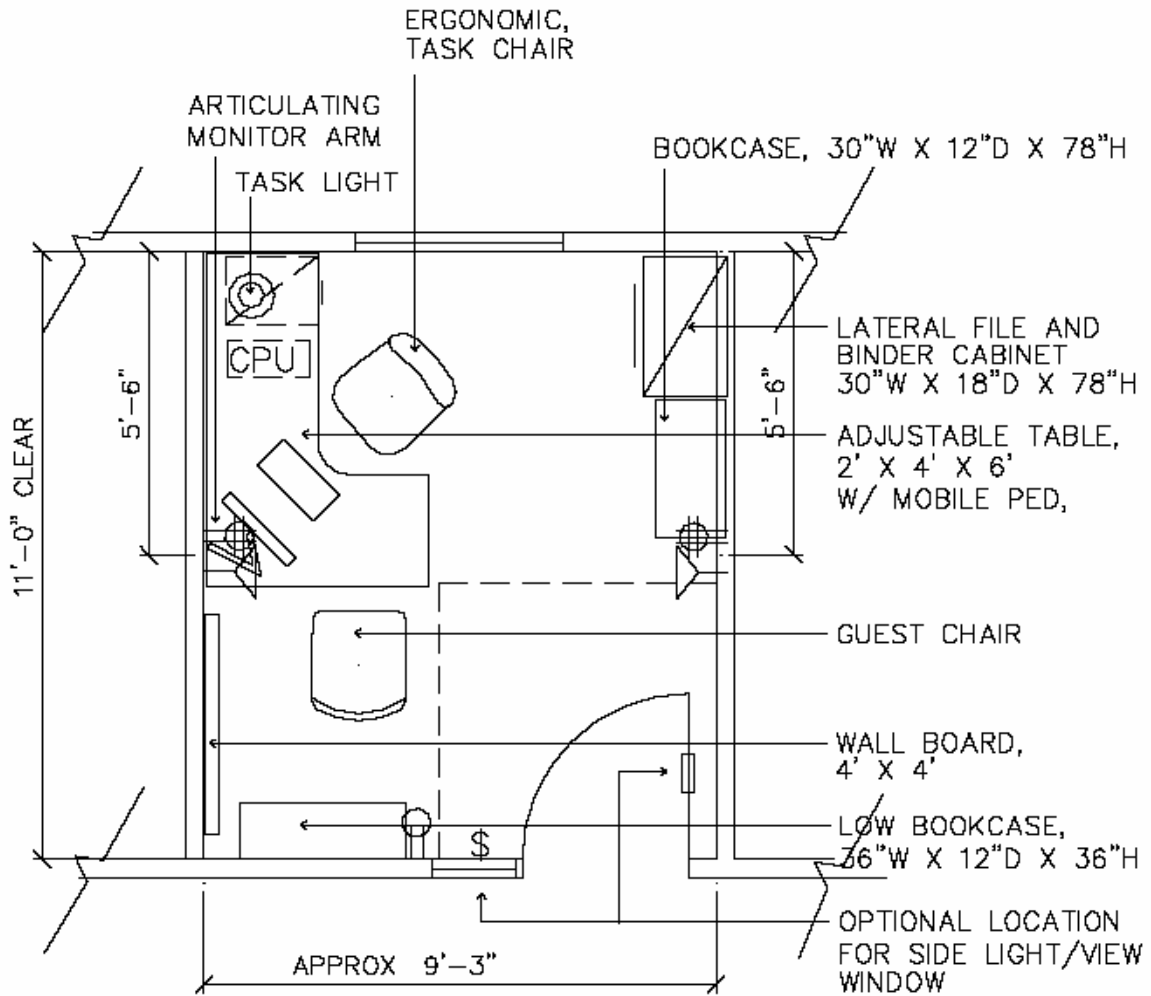 ERGONOMIC,
TASK CHAIR
ARTICULATING
MONITOR ARM
TASK LIGHT
BOOKCASE, 30"W X 12"D X 78"H
CPU
5'-6"
11'-0" CLEAR
5'-6"
LATERAL FILE AND
BINDER CABINET
30"W X 18"D X 78"H
ADJUSTABLE TABLE,
2' X 4' X 6'
W/ MOBILE PED,
GUEST CHAIR
WALL BOARD,
4' X 4'
LOW BOOKCASE,
36"W X 12"D X 36"H
$
OPTIONAL LOCATION
FOR SIDE LIGHT/VIEW
WINDOW
APPROX 9'-3"